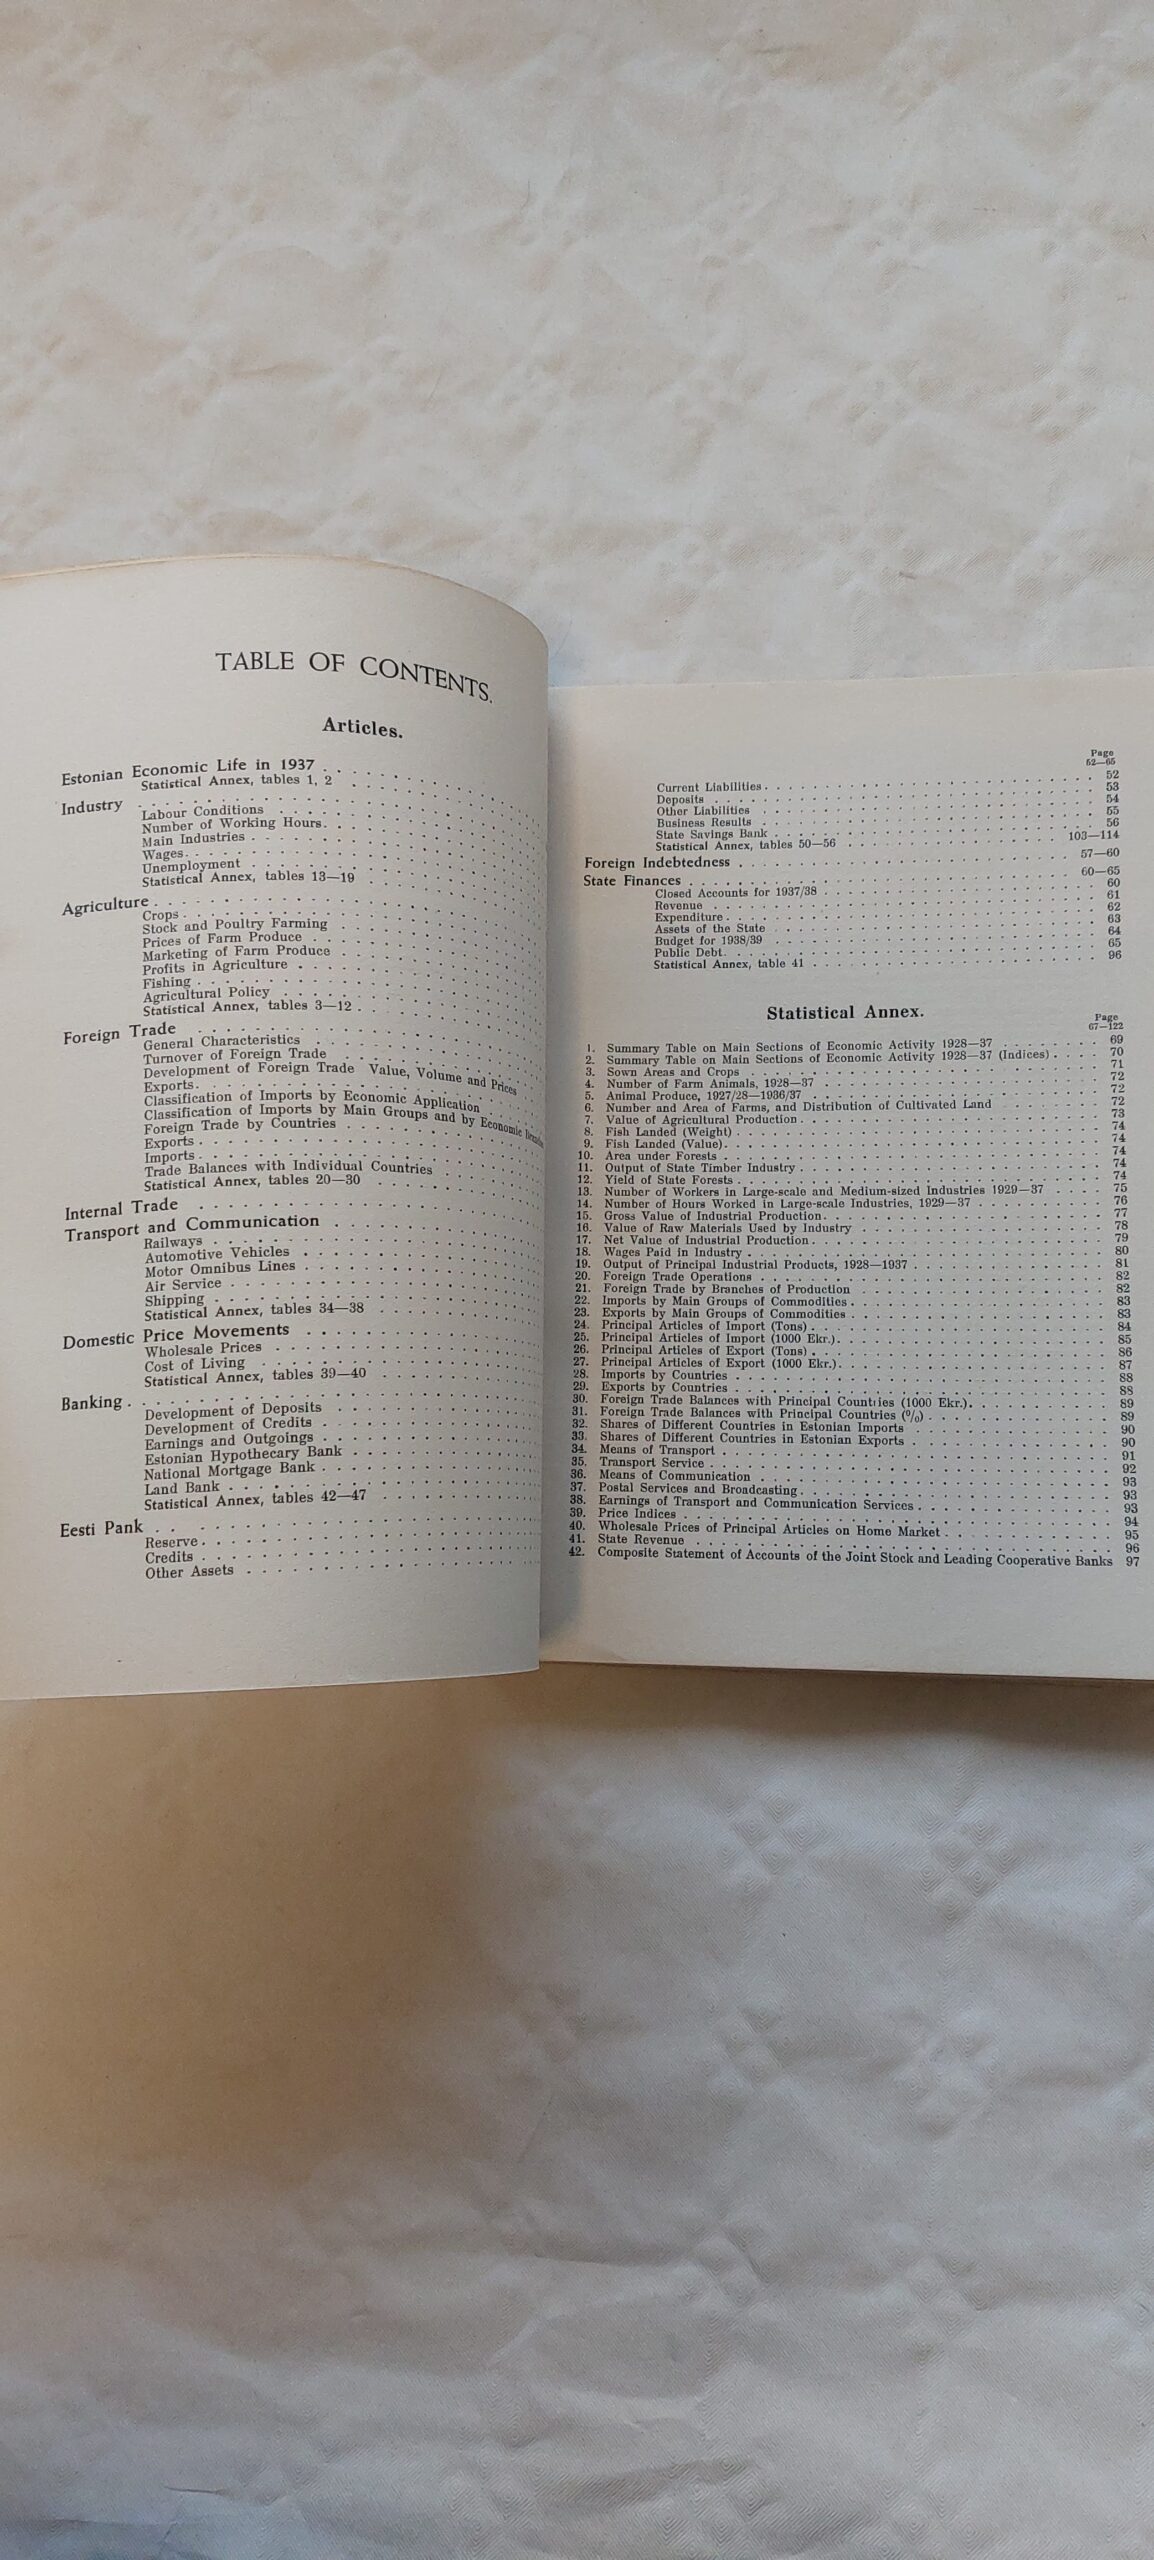 TABLE OF CONTENTS.
Articles.
Estonian Economic Life in 1937 . .
Statistical Annex, tables 1, 2
Industry
Labour Conditions
Number of Working Hours.
Main Industries
Wages.
Unemployment
Statistical Annex, tables 13—19
Agriculture.
Crops.
Stock and Poultry Farming
Prices of Farm Produce
Marketing of Farm Produce
Profits in Agriculture
Fishing
Agricultural Policy
Statistical Annex, tables 3—12
Foreign Trade
General Characteristics
Turnover of Foreign Trade
Development of Foreign Trade Value, Volume and Prices
Exports.
Classification of Imports by Economic Application
Classification of Imports by Main Groups and by Economic
Foreign Trade by Countries
Exports
Imports.
Trade Balances with Individual Countries
Statistical Annex, tables 20—30
Internal Trade
Transport and Communication
Railways
Automotive Vehicles
Motor Omnibus Lines
Air Service
Shipping
Statistical Annex, tables 34—38
Domestic Price Movements
Wholesale Prices
Cost of Living
Statistical Annex, tables 39—40
Banking.
Development of Deposits
Development of Credits
Earnings and Outgoings
Estonian Hypothecary Bank
National Mortgage Bank
Land Bank
Statistical Annex, tables 42—47
Eesti Pank
Reserve
Credits
Other Assets
Page
52—65
Current Liabilities 52
Deposits 53
Other Liabilities 54
Business Results 55
State Savings Bank 56
Statistical Annex, tables 50—56 103—114
Foreign Indebtedness 57—60
State Finances 60—65
Closed Accounts for 1937/38 60
Revenue 61
Expenditure 62
Assets of the State 63
Budget for 1938/39 64
Public Debt. 65
Statistical Annex, table 41 96
Statistical Annex.
Page
67—122
1. Summary Table on Main Sections of Economic Activity 1928—37 69
2. Summary Table on Main Sections of Economic Activity 1928—37 (Indices) 70
3. Sown Areas and Crops 71
4. Number of Farm Animals, 1928—37 72
5. Animal Produce, 1927/28—1936/37 72
6. Number and Area of Farms, and Distribution of Cultivated Land 72
7. Value of Agricultural Production 73
8. Fish Landed (Weight) 74
9. Fish Landed (Value) 74
10. Area under Forests 74
11. Output of State Timber Industry 74
12. Yield of State Forests 74
13. Number of Workers in Large-scale and Medium-sized Industries 1929—37 75
14. Number of Hours Worked in Large-scale Industries, 1929—37 76
15. Gross Value of Industrial Production 77
16. Value of Raw Materials Used by Industry 78
17. Net Value of Industrial Production 79
18. Wages Paid in Industry 80
19. Output of Principal Industrial Products, 1928—1937 81
20. Foreign Trade Operations 82
21. Foreign Trade by Branches of Production 82
22. Imports by Main Groups of Commodities 83
23. Exports by Main Groups of Commodities 83
24. Principal Articles of Import (Tons) 84
25. Principal Articles of Import (1000 Ekr.) 85
26. Principal Articles of Export (Tons) 86
27. Principal Articles of Export (1000 Ekr.) 87
28. Imports by Countries 88
29. Exports by Countries 88
30. Foreign Trade Balances with Principal Countries (1000 Ekr.) 89
31. Foreign Trade Balances with Principal Countries (%) 89
32. Shares of Different Countries in Estonian Imports 90
33. Shares of Different Countries in Estonian Exports 90
34. Means of Transport 91
35. Transport Service 92
36. Means of Communication 93
37. Postal Services and Broadcasting 93
38. Earnings of Transport and Communication Services 93
39. Price Indices 94
40. Wholesale Prices of Principal Articles on Home Market 95
41. State Revenue 96
42. Composite Statement of Accounts of the Joint Stock and Leading Cooperative Banks 97